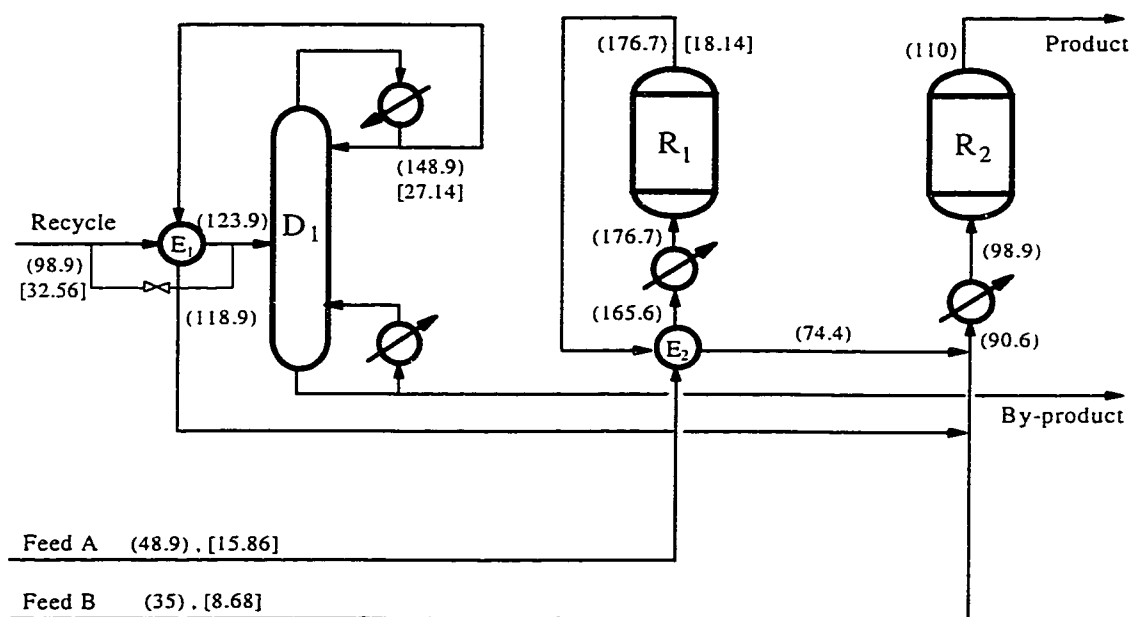 (176.7) [18.14]
(110)
Product
R1
R2
(148.9)
[27.14]
Recycle
(123.9)
D1
E1
(98.9)
[32.56]
(176.7)
(98.9)
(118.9)
(165.6)
(74.4)
(90.6)
E2
By-product
Feed A (48.9) , [15.86]
Feed B (35) , [8.68]